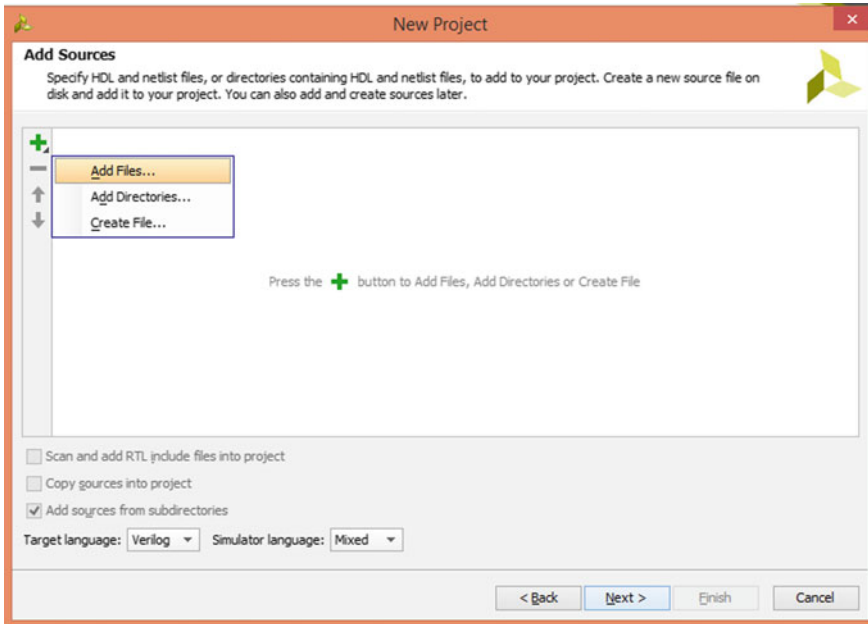 New Project
Add Sources
Specify HDL and netlist files, or directories containing HDL and netlist files, to add to your project. Create a new source file on
disk and add it to your project. You can also add and create sources later.
Add Files...
Add Directories...
Create File...
Press the + button to Add Files, Add Directories or Create File
Scan and add RTL include files into project
Copy sources into project
Add sources from subdirectories
Target language: Verilog Simulator language: Mixed
< Back Next > Finish Cancel